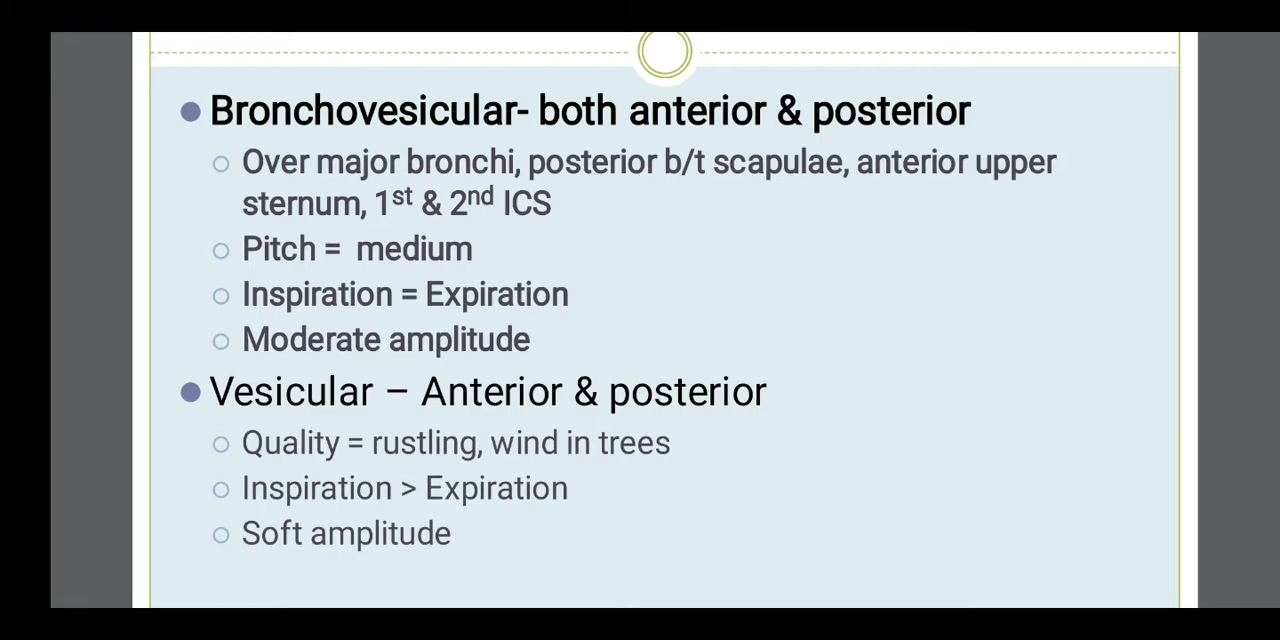 Bronchovesicular- both anterior & posterior
Over major bronchi, posterior b/t scapulae, anterior upper
sternum, 1st & 2nd ICS
Pitch = medium
Inspiration = Expiration
Moderate amplitude
Vesicular – Anterior & posterior
Quality = rustling, wind in trees
Inspiration > Expiration
Soft amplitude